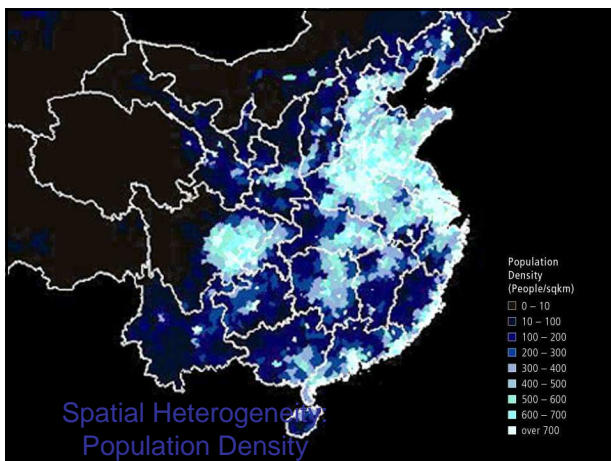 Population
Density
(People/sqkm)
0 – 10
10 – 100
100 – 200
200 – 300
300 – 400
400 – 500
500 – 600
600 – 700
over 700
Spatial Heterogeneity:
Population Density